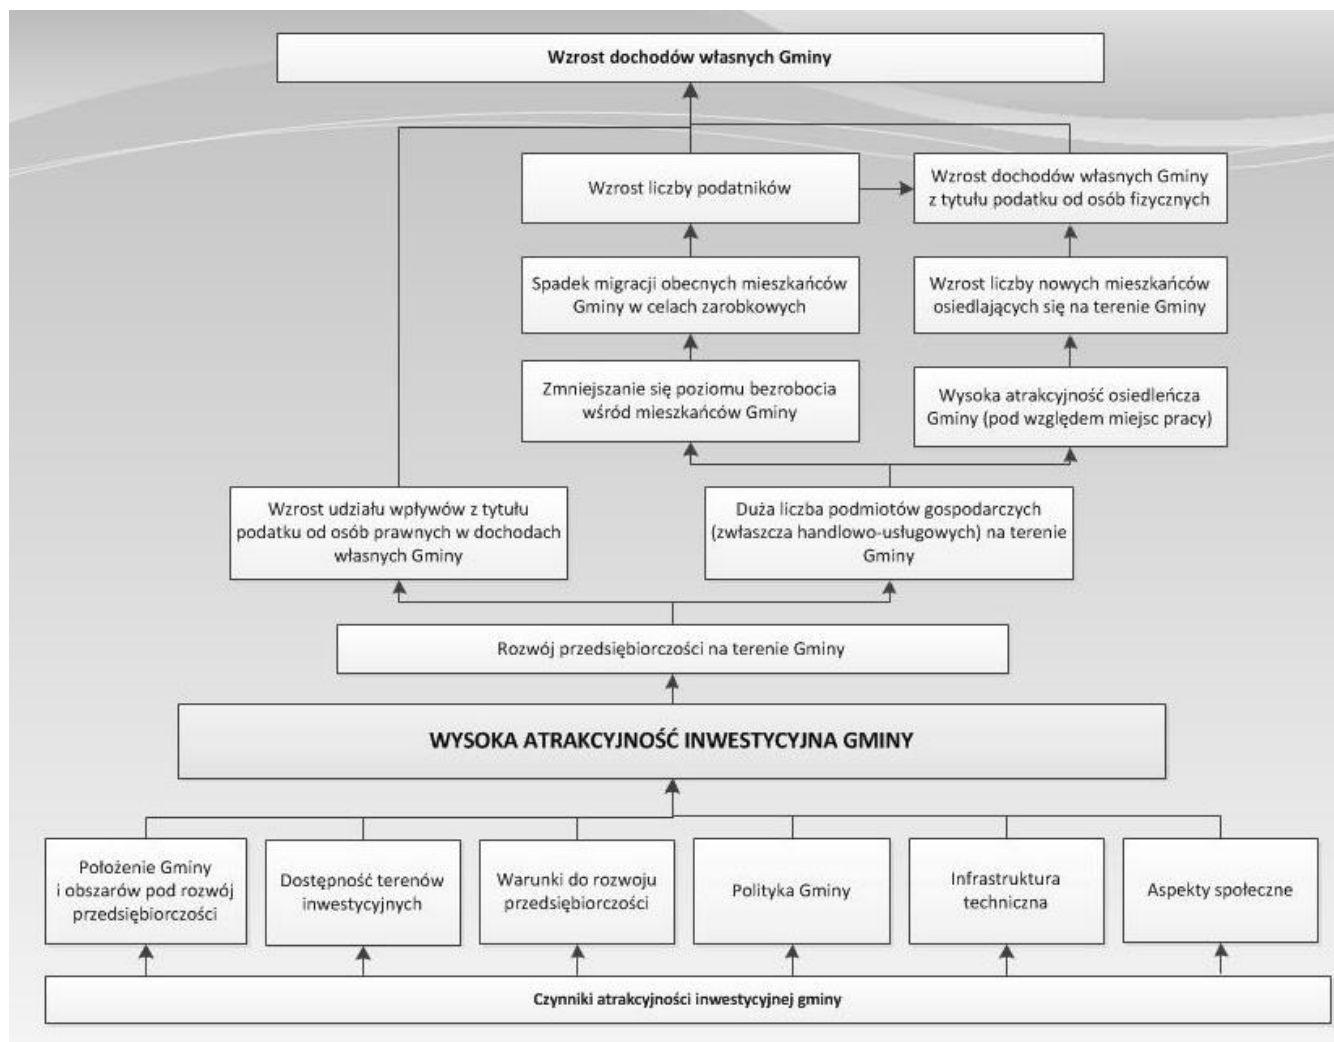 Wzrost dochodów własnych Gminy
Wzrost liczby podatników
Wzrost dochodów własnych Gminy
z tytułu podatku od osób fizycznych
Spadek migracji obecnych mieszkańców
Gminy w celach zarobkowych
Wzrost liczby nowych mieszkańców
osiedlających się na terenie Gminy
Zmniejszanie się poziomu bezrobocia
wśród mieszkańców Gminy
Wysoka atrakcyjność osiedleńcza
Gminy (pod względem miejsc pracy)
Wzrost udziału wpływów z tytułu
podatku od osób prawnych w dochodach
własnych Gminy
Duża liczba podmiotów gospodarczych
(zwłaszcza handlowo-usługowych) na terenie
Gminy
Rozwój przedsiębiorczości na terenie Gminy
WYSOKA ATRAKCYJNOŚĆ INWESTYCYJNA GMINY
Położenie Gminy
i obszarów pod rozwój
przedsiębiorczości
Dostępność terenów
inwestycyjnych
Warunki do rozwoju
przedsiębiorczości
Polityka Gminy
Infrastruktura
techniczna
Aspekty społeczne
Czynniki atrakcyjności inwestycyjnej gminy